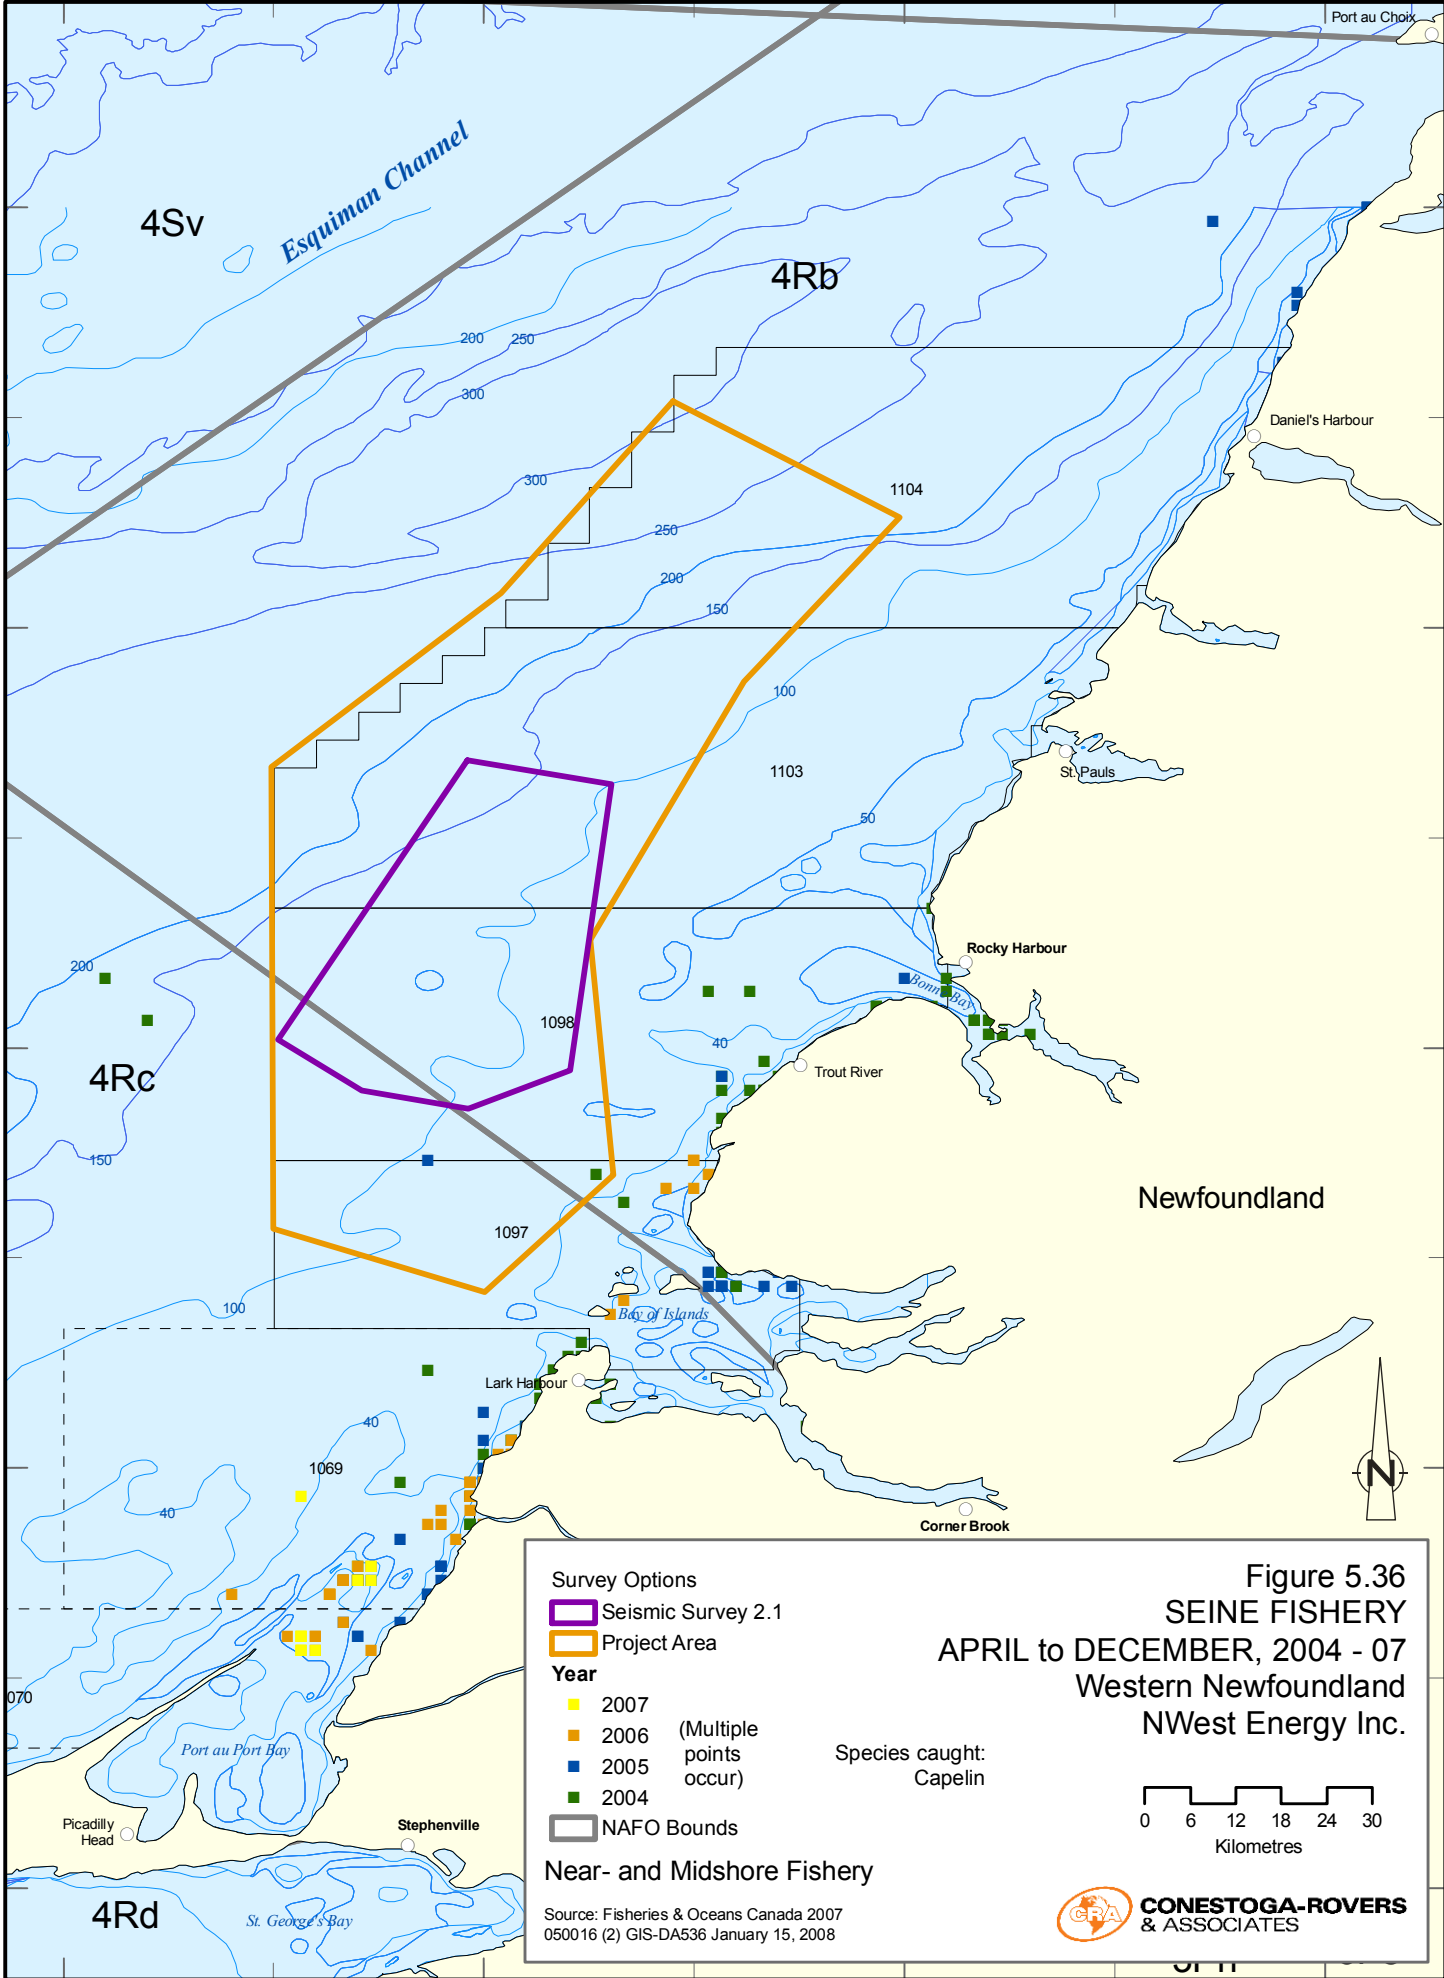 Port au Choix
Esquiman Channel
4Sv
4Rb
200
250
300
Daniel's Harbour
300
1104
250
200
150
100
1103
St. Pauls
50
Rocky Harbour
200
Bonne Bay
1098
40
4Rc
Trout River
150
Newfoundland
1097
100
Bay of Islands
Lark Harbour
40
1069
40
N
Corner Brook
070
Port au Port Bay
Picadilly
Head
Stephenville
4Rd
St. George's Bay
Survey Options
Seismic Survey 2.1
Project Area
Year
2007
2006
2005
2004
(Multiple
points
occur)
NAFO Bounds
Near- and Midshore Fishery
Source: Fisheries & Oceans Canada 2007
050016 (2) GIS-DA536 January 15, 2008
Species caught:
Capelin
Figure 5.36
SEINE FISHERY
APRIL to DECEMBER, 2004 - 07
Western Newfoundland
NWest Energy Inc.
0 6 12 18 24 30
Kilometres
CRA
CONESTOGA-ROVERS
& ASSOCIATES